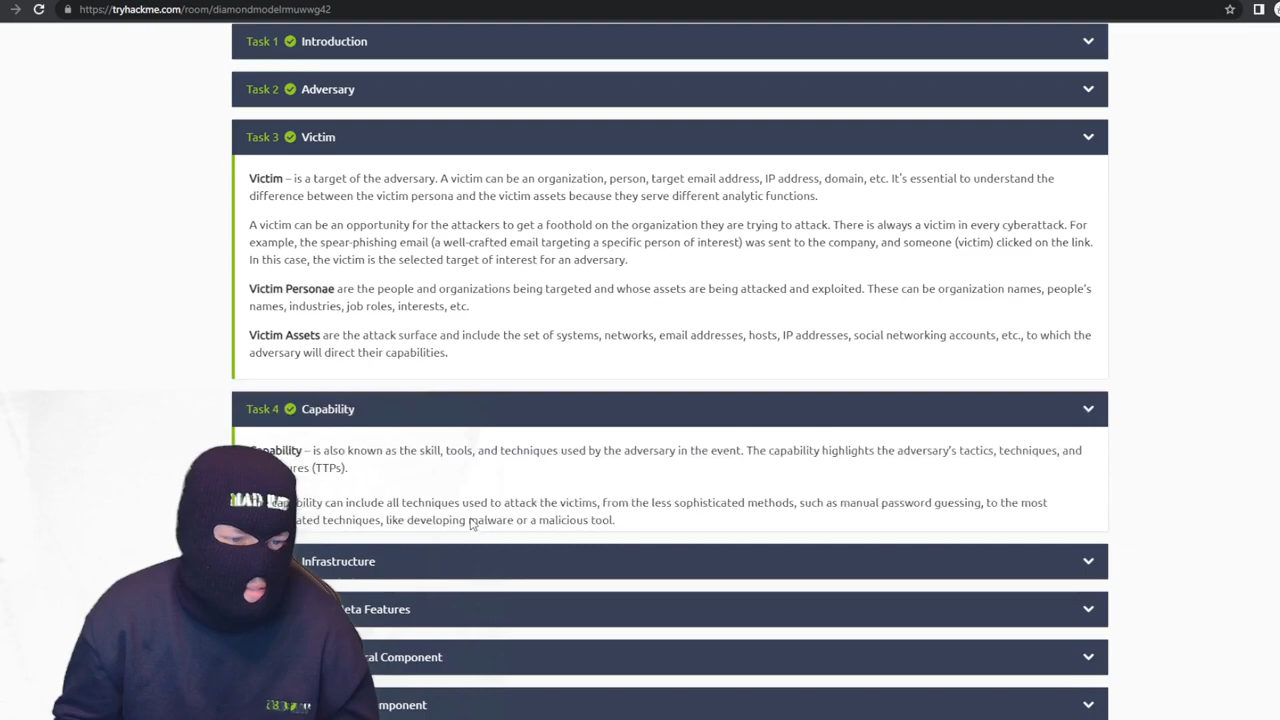 https://tryhackme.com/room/diamondmodelrmuwwg42
Task 1 Introduction
Task 2 Adversary
Task 3 Victim
Victim – is a target of the adversary. A victim can be an organization, person, target email address, IP address, domain, etc. It's essential to understand the
difference between the victim persona and the victim assets because they serve different analytic functions.
A victim can be an opportunity for the attackers to get a foothold on the organization they are trying to attack. There is always a victim in every cyberattack. For
example, the spear-phishing email (a well-crafted email targeting a specific person of interest) was sent to the company, and someone (victim) clicked on the link.
In this case, the victim is the selected target of interest for an adversary.
Victim Personae are the people and organizations being targeted and whose assets are being attacked and exploited. These can be organization names, people's
names, industries, job roles, interests, etc.
Victim Assets are the attack surface and include the set of systems, networks, email addresses, hosts, IP addresses, social networking accounts, etc., to which the
adversary will direct their capabilities.
Task 4 Capability
Capability – is also known as the skill, tools, and techniques used by the adversary in the event. The capability highlights the adversary's tactics, techniques, and
(TTPs).
can include all techniques used to attack the victims, from the less sophisticated methods, such as manual password guessing, to the most
techniques, like developing malware or a malicious tool.
Infrastructure
Features
Component